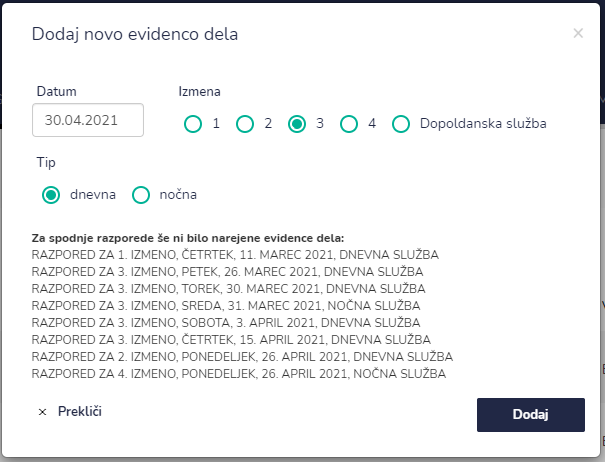 Dodaj novo evidenco dela
×
Datum
Izmena
30.04.2021
1 2 3 4 Dopoldanska služba
Tip
dnevna nočna
Za spodnje razporede še ni bilo narejene evidence dela:
RAZPORED ZA 1. IZMENO, ČETRTEK, 11. MAREC 2021, DNEVNA SLUŽBA
RAZPORED ZA 3. IZMENO, PETEK, 26. MAREC 2021, DNEVNA SLUŽBA
RAZPORED ZA 3. IZMENO, TOREK, 30. MAREC 2021, DNEVNA SLUŽBA
RAZPORED ZA 3. IZMENO, SREDA, 31. MAREC 2021, NOČNA SLUŽBA
RAZPORED ZA 3. IZMENO, SOBOTA, 3. APRIL 2021, DNEVNA SLUŽBA
RAZPORED ZA 3. IZMENO, ČETRTEK, 15. APRIL 2021, DNEVNA SLUŽBA
RAZPORED ZA 2. IZMENO, PONEDELJEK, 26. APRIL 2021, DNEVNA SLUŽBA
RAZPORED ZA 4. IZMENO, PONEDELJEK, 26. APRIL 2021, NOČNA SLUŽBA
× Prekliči
Dodaj